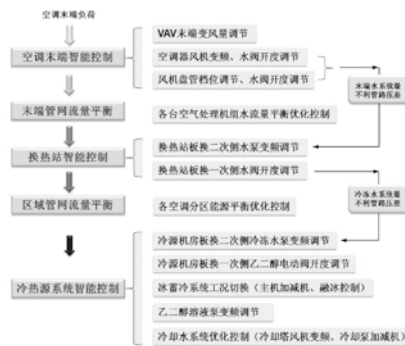 空调末端负荷
VAV末端变风量调节
空调末端智能控制
空调器风机变频、水阀开度调节
风机盘管档位调节、水阀开度调节
末端水系统最
不利管路压差
末端管网流量平衡
各台空气处理机组水流量平衡优化控制
换热站智能控制
换热站板换二次侧水泵变频调节
换热站板换一次侧水阀开度调节
冷冻水系统最
不利管路压差
区域管网流量平衡
各空调分区能源平衡优化控制
冷源机房板换二次侧冷冻水泵变频调节
冷源机房板换一次侧乙二醇电动阀开度调节
冷热源系统智能控制
冰蓄冷系统工况切换（主机加减机、融冰控制）
乙二醇溶液泵变频调节
冷却水系统优化控制（冷却塔风机变频、冷却泵加减机）